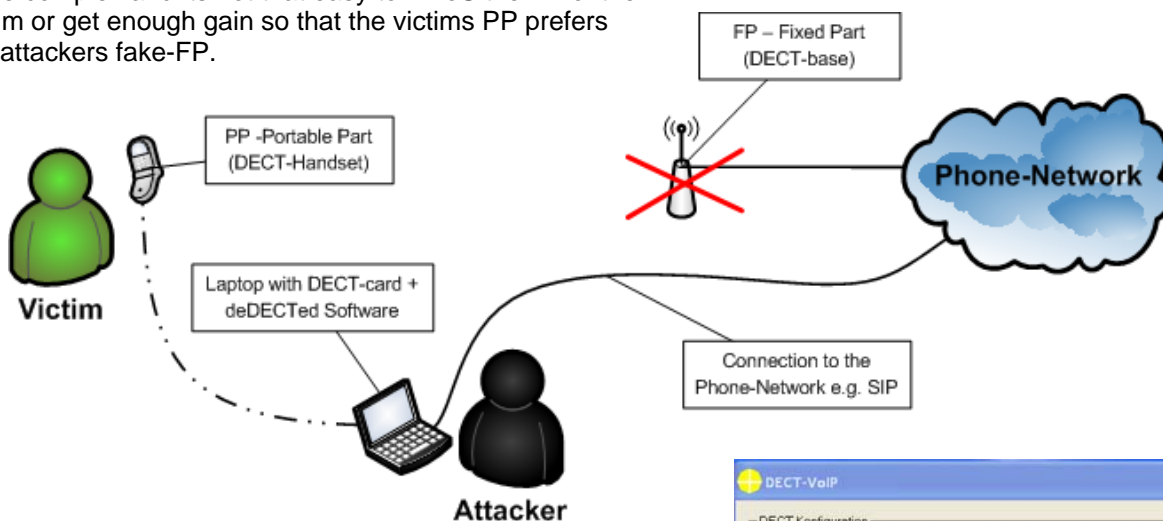 m or get enough gain so that the victims PP prefers
attackers fake-FP.
FP – Fixed Part
(DECT-base)
PP -Portable Part
(DECT-Handset)
Phone-Network
Victim
Laptop with DECT-card +
deDECTed Software
Connection to the
Phone-Network e.g. SIP
Attacker
DECT-VoIP